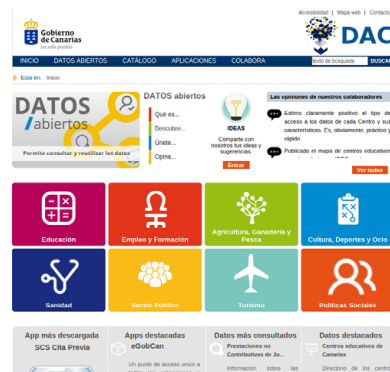 Accesibilidad | Mapa web | Contacto
Gobierno
de Canarias
un solo pueblo
DAC
INICIO DATOS ABIERTOS CATÁLOGO APLICACIONES COLABORA
texto de búsqueda BUSCAR
Está en: Inicio
DATOS
/abiertos
Permite consultar y reutilizar los datos
DATOS abiertos
Qué es...
Descubre...
Únete...
Opina...
IDEAS
Comparte con
nosotros tus ideas y
sugerencias.
Entrar
Las opiniones de nuestros colaboradores
Estimo claramente positivo el tipo de
acceso a los datos de cada Centro y sus
características. Es, obviamente, práctico y
rápido.
Publicado el mapa de centros educativos
Ver todas
Educación
Empleo y Formación
Agricultura, Ganadería y
Pesca
Cultura, Deportes y Ocio
Sanidad
Sector Público
Turismo
Políticas Sociales
App más descargada
SCS Cita Previa
Apps destacadas
eGobCan
Un punto de acceso único a
Datos más consultados
Prestaciones no
Contributivas de Ju...
Información sobre las
Datos destacados
Centros educativos de
Canarias
Directorio de los centro